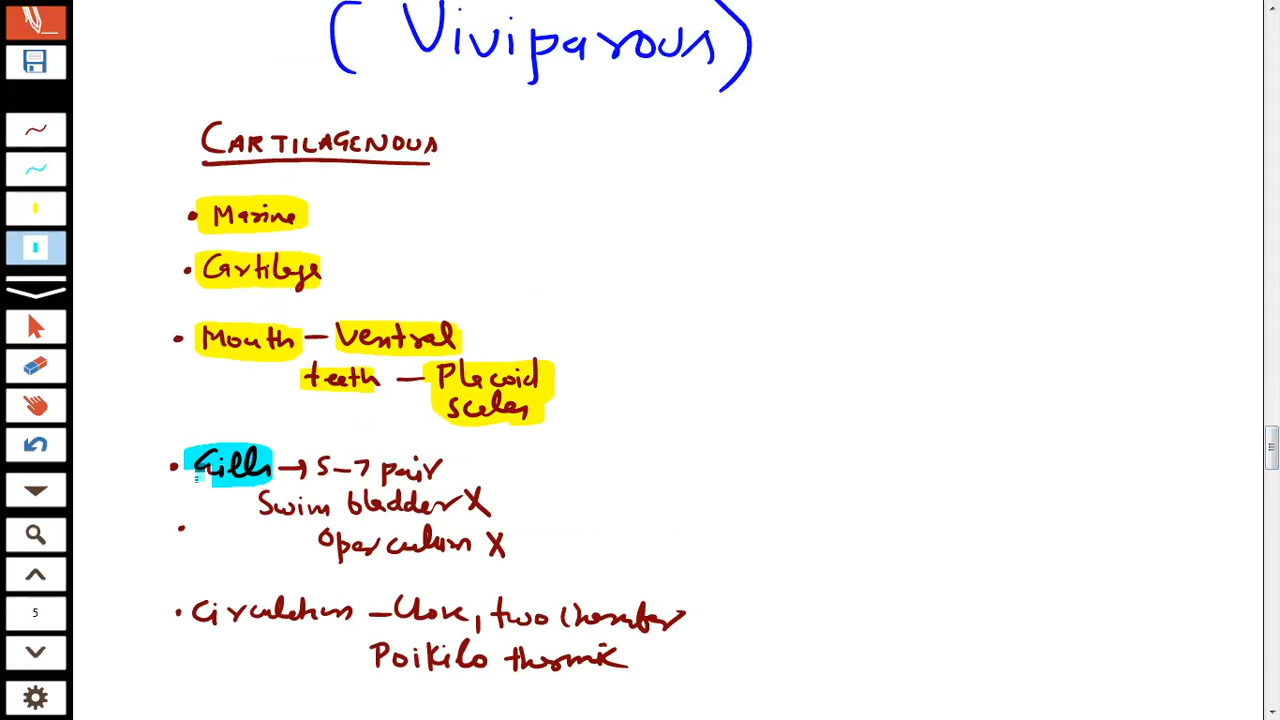 ( Viviparous )
CARTILAGENOUS
• Marine
• Cartilage
• Mouth – Ventral
teeth – Placoid
scales
• Gills → 5–7 pair
Swim bladder X
•
Operculum X
• Circulation – Close, two chamber
Poikilo thermic
5